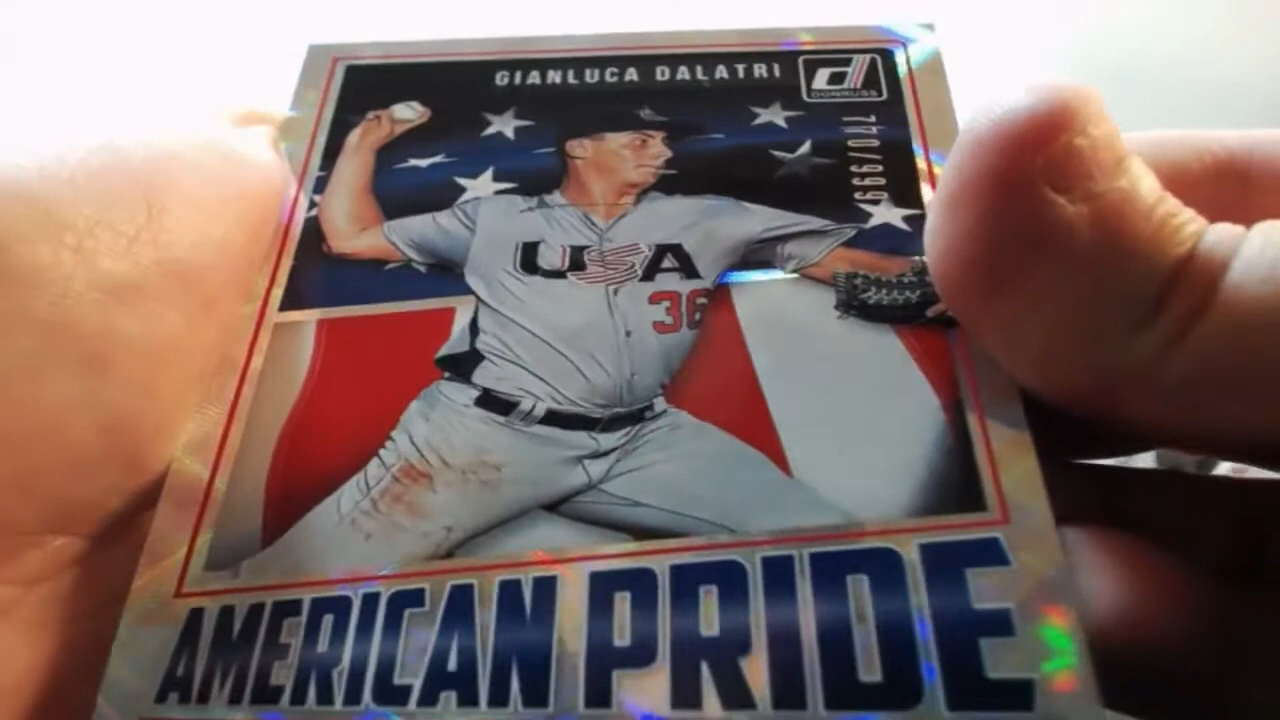 GIANLUCA DALATRI
d
DONRUSS
770/999
USA
36
AMERICAN PRIDE